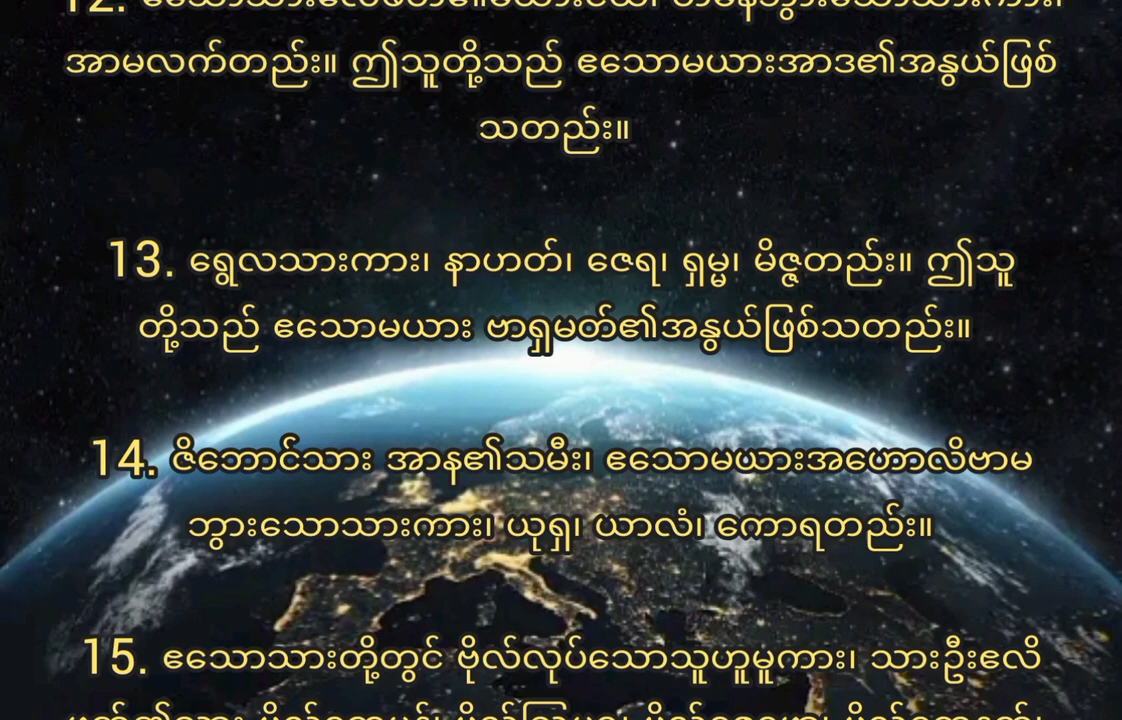 12.
အာမလက်တည်း။ ဤသူတို့သည် ဧသောမယားအာဒ၏အနွယ်ဖြစ်
သတည်း။
13. ရွေလသားကား၊ နာဟတ်၊ ဇေရ၊ ရှမ္မ၊ မိဇ္ဇတည်း။ ဤသူ
တို့သည် ဧသောမယား ဗာရှမတ်၏အနွယ်ဖြစ်သတည်း။
14. ဇိဘောင်သား အာန၏သမီး၊ ဧသောမယားအဟောလိဗာမ
ဘွားသောသားကား၊ ယုရှ၊ ယာလံ၊ ကောရတည်း။
15. ဧသောသားတို့တွင် ဗိုလ်လုပ်သောသူဟူမူကား၊ သားဦးဧလိ